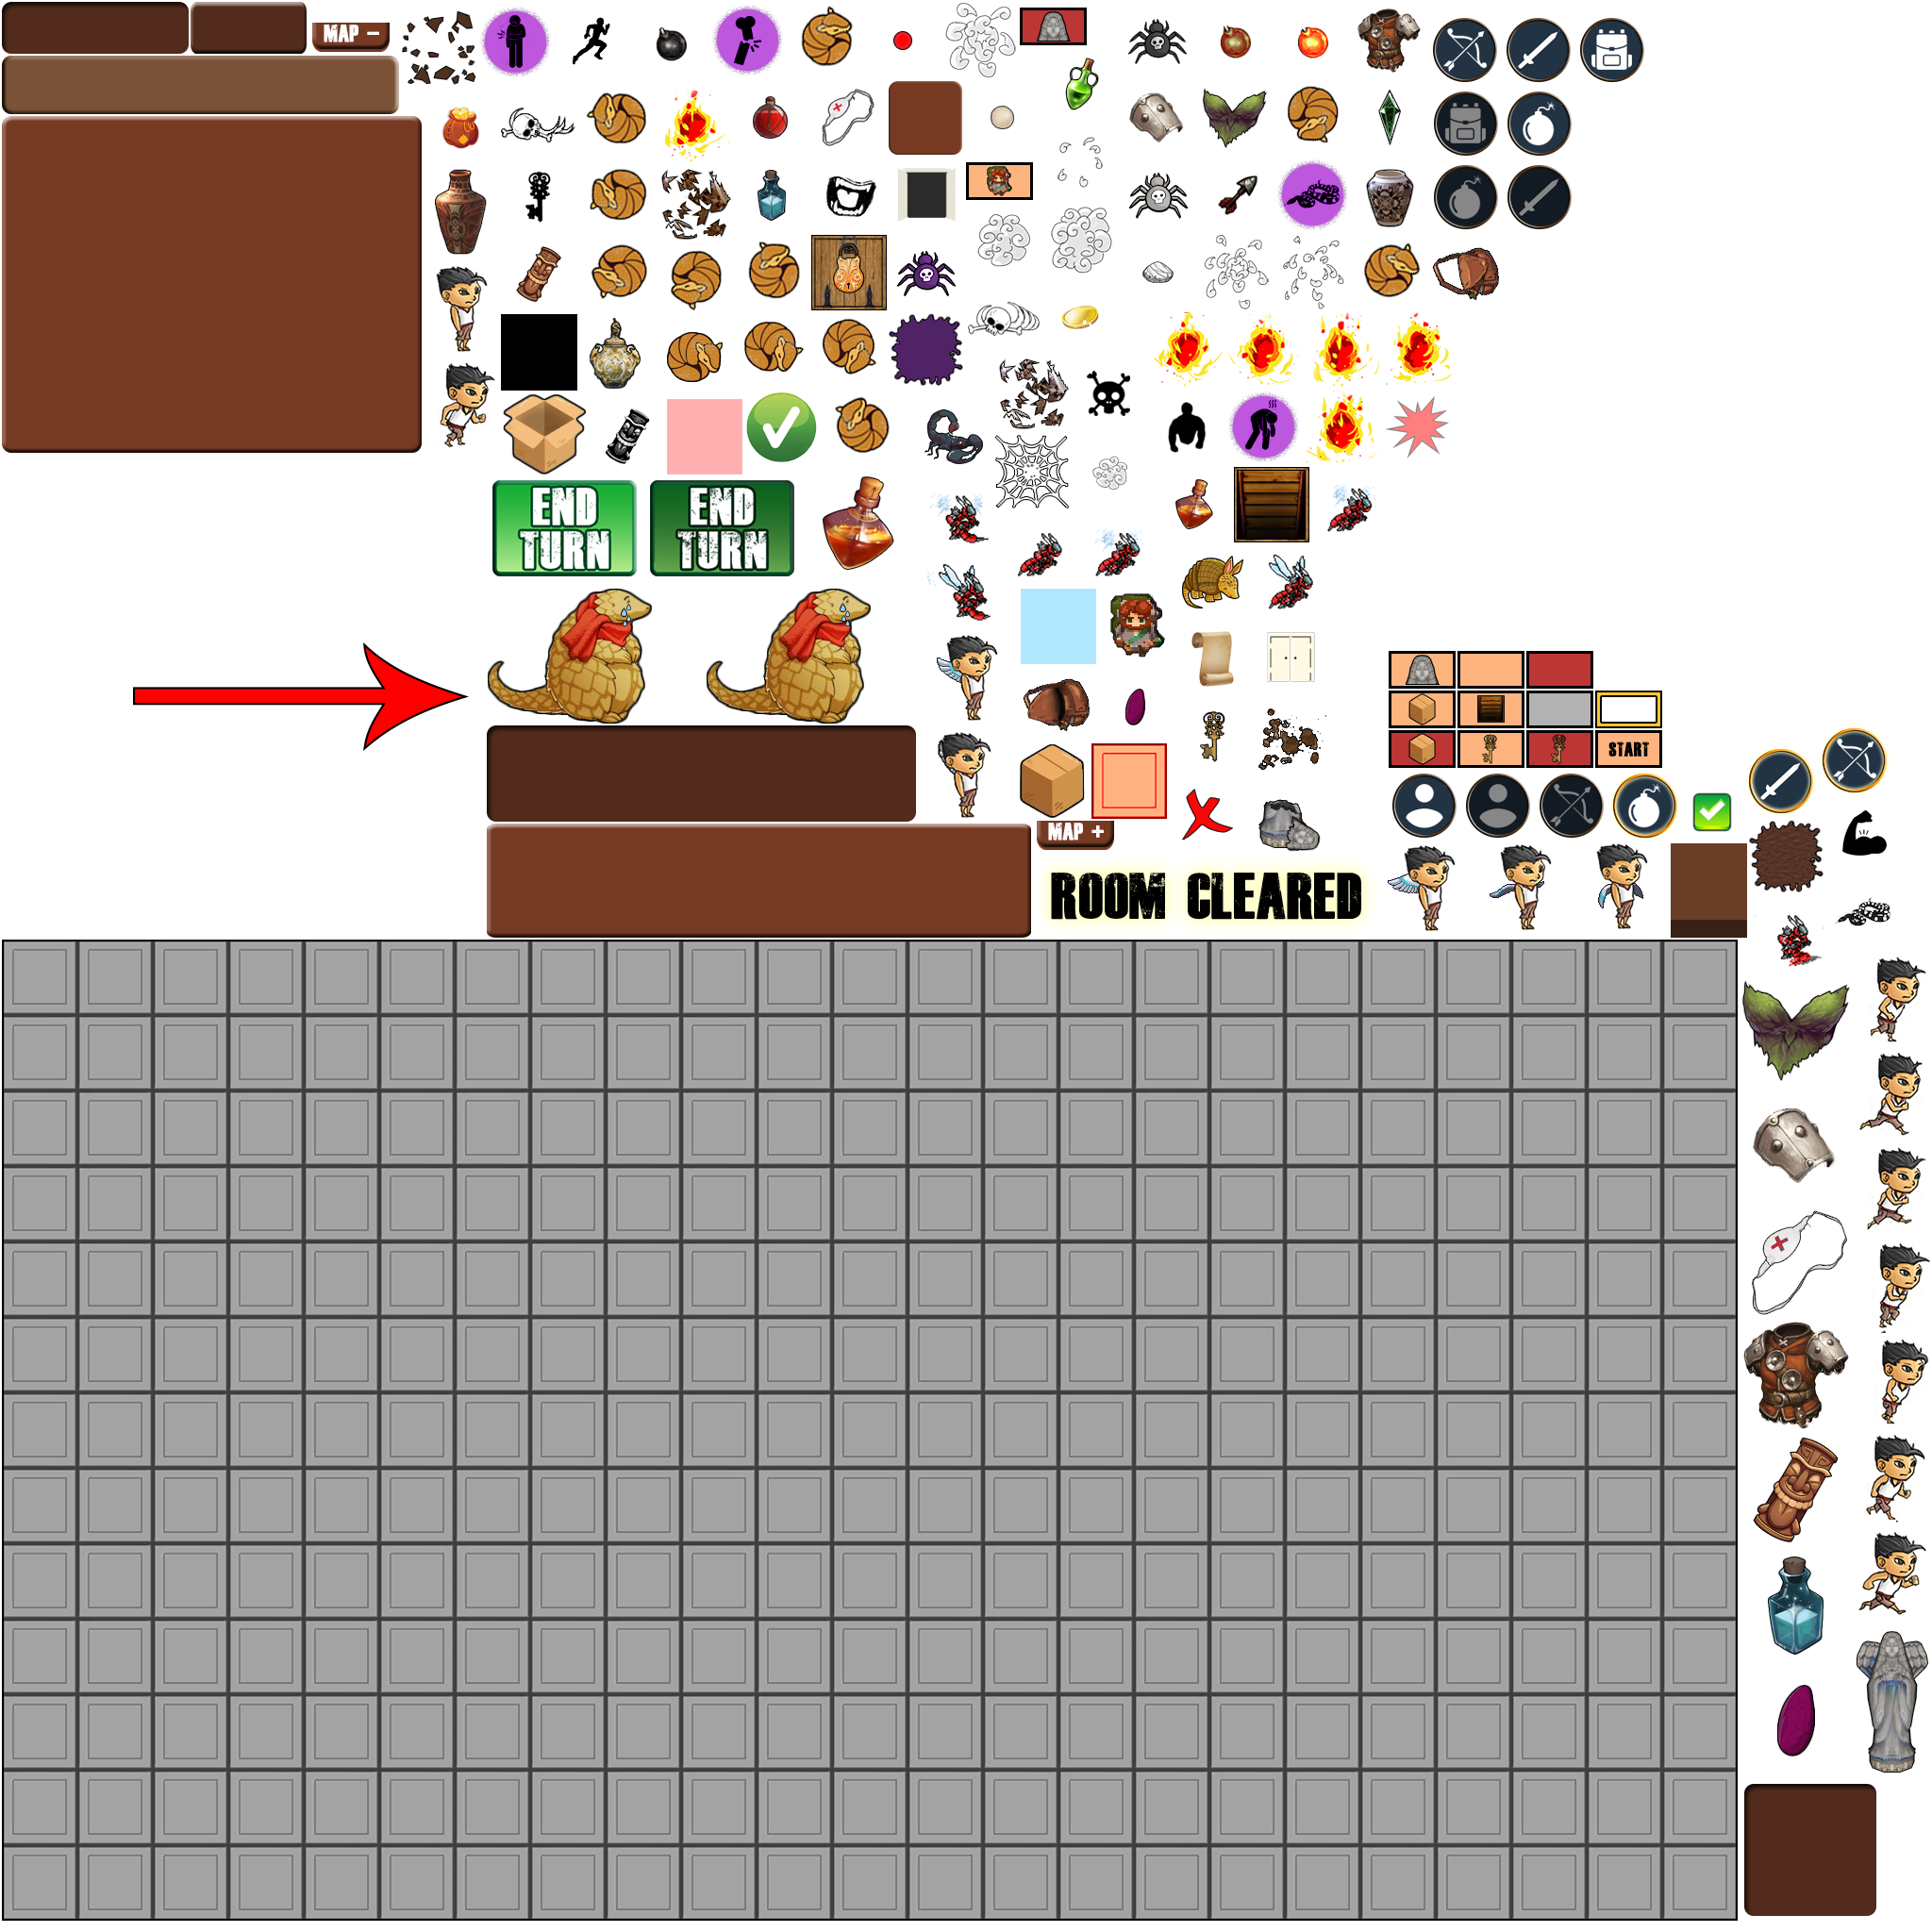 MAP -
END
TURN
END
TURN
START
MAP +
ROOM CLEARED